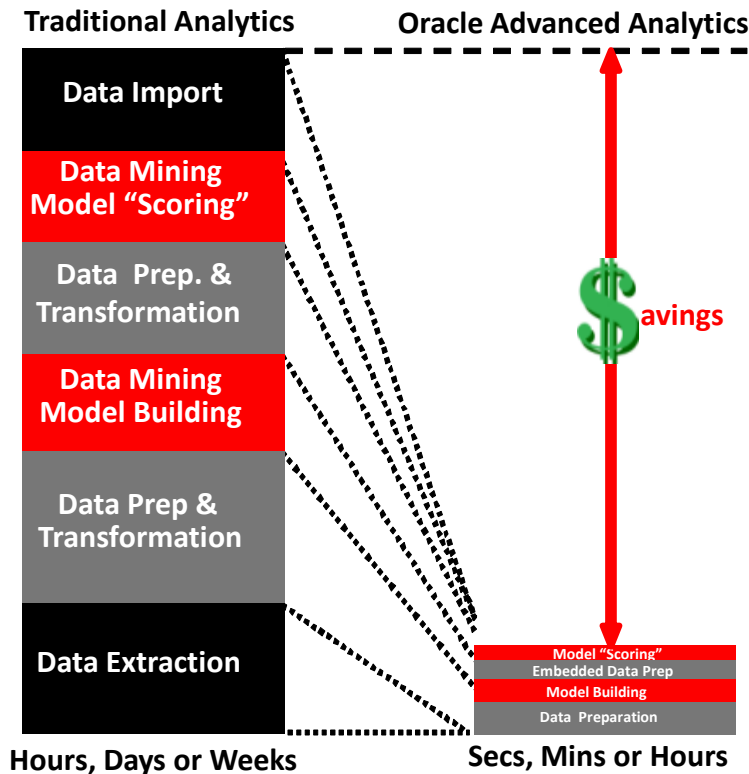 Traditional Analytics
Oracle Advanced Analytics
Data Import
Data Mining
Model “Scoring”
Data Prep. &
Transformation
Data Mining
Model Building
Data Prep &
Transformation
Data Extraction
Hours, Days or Weeks
$avings
Model “Scoring”
Embedded Data Prep
Model Building
Data Preparation
Secs, Mins or Hours